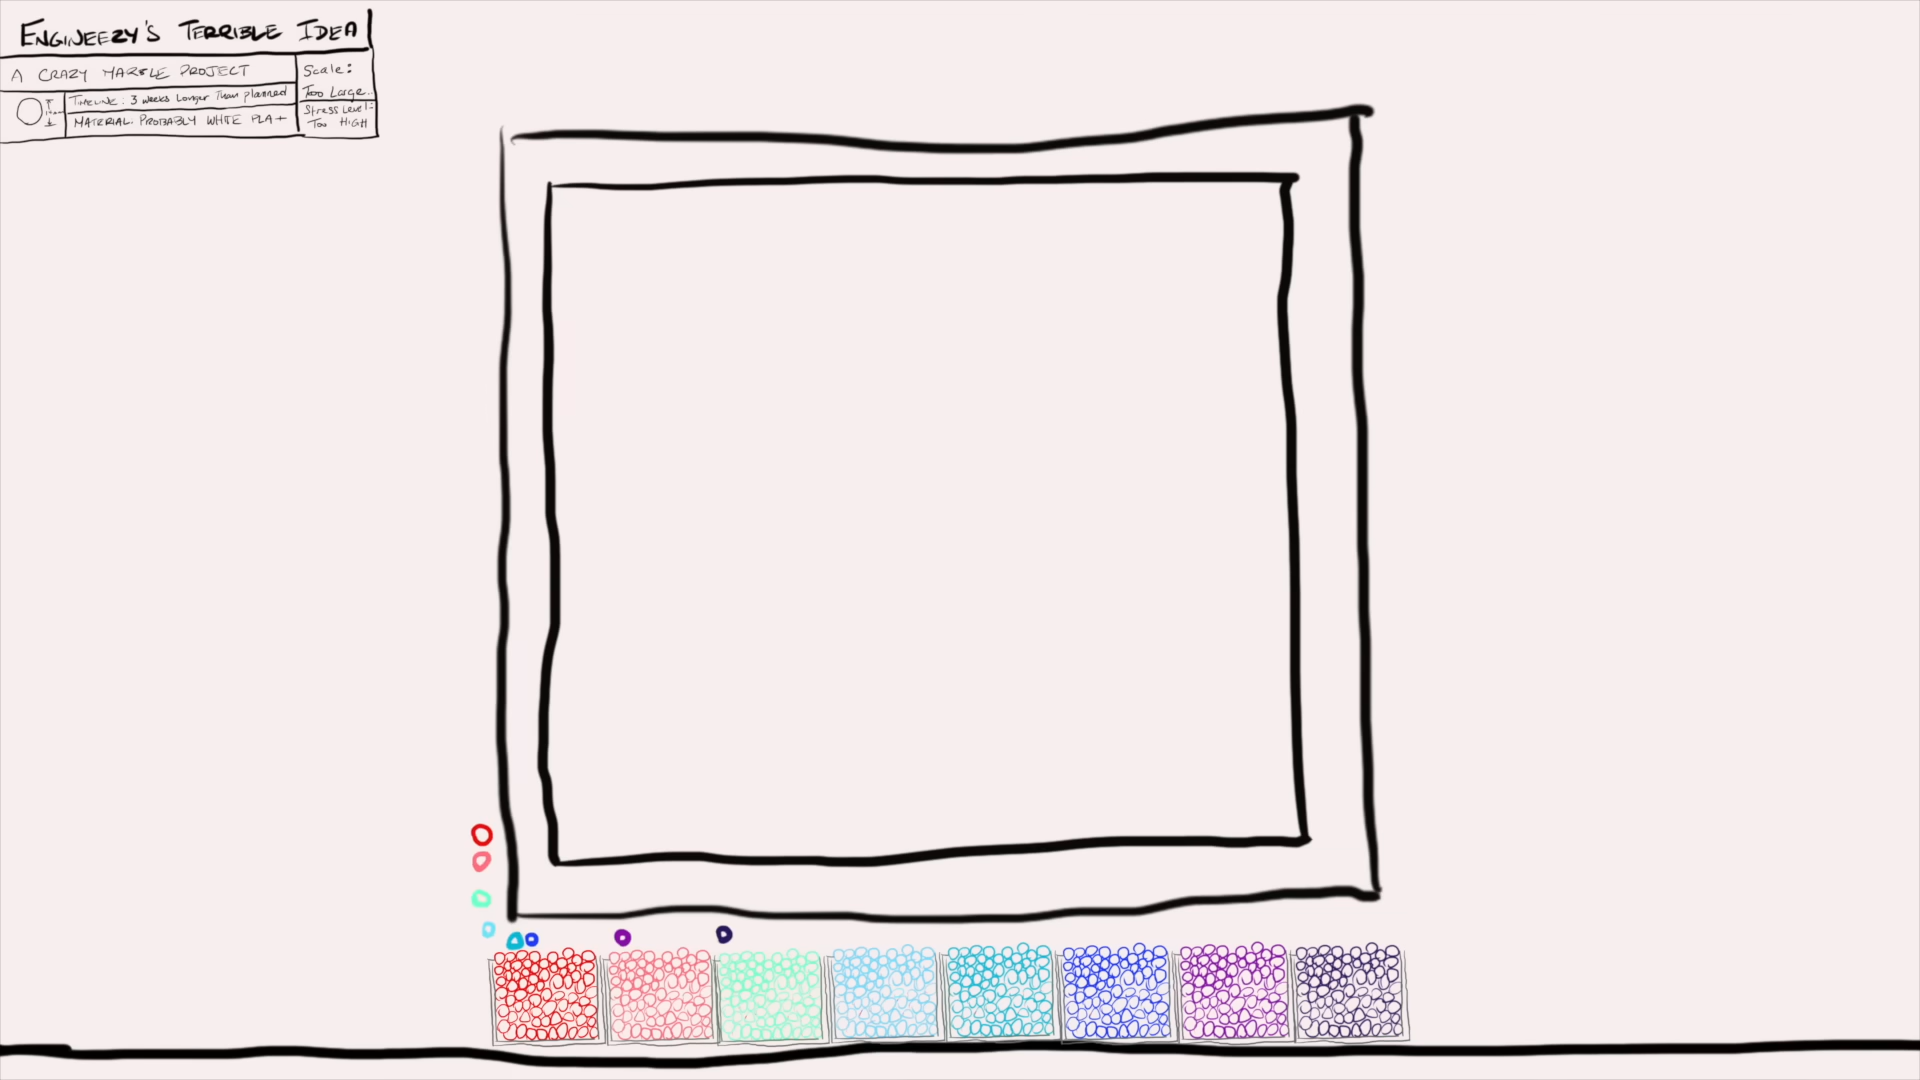 ENGINEEZY'S TERRIBLE IDEA
A CRAZY MARBLE PROJECT
Scale:
Too Large..
TIMELINE: 3 weeks Longer Than planned
MATERIAL: PROBABLY WHITE PLA+
Stress Level:
Too HIGH